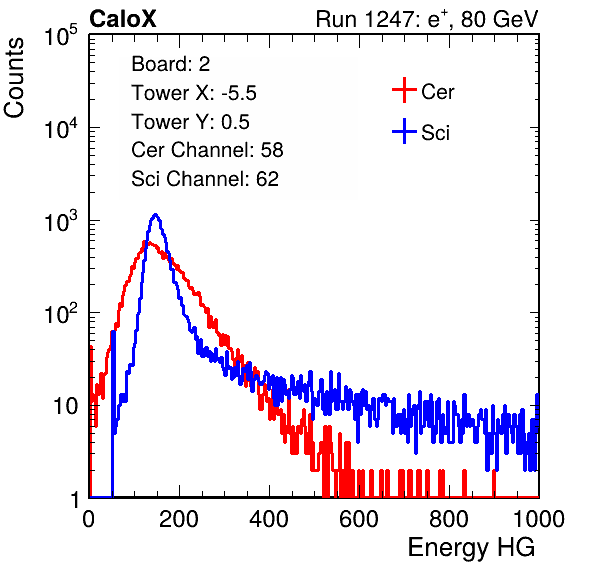 CaloX Run 1247: e+, 80 GeV
Counts
10^5
10^4
10^3
10^2
10
1
Board: 2
Tower X: -5.5
Tower Y: 0.5
Cer Channel: 58
Sci Channel: 62
Cer
Sci
0 200 400 600 800 1000
Energy HG